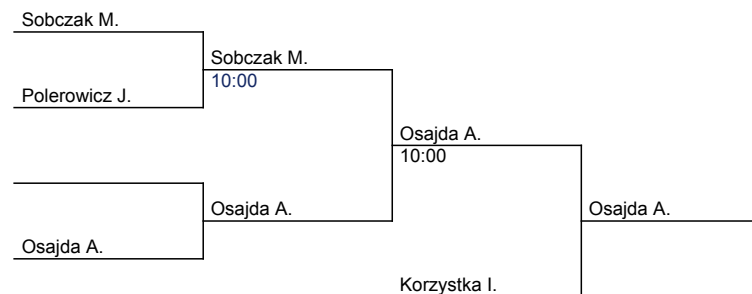 Sobczak M.
Sobczak M.
10:00
Polerowicz J.
Osajda A.
10:00
Osajda A.
Osajda A.
Osajda A.
Korzystka I.